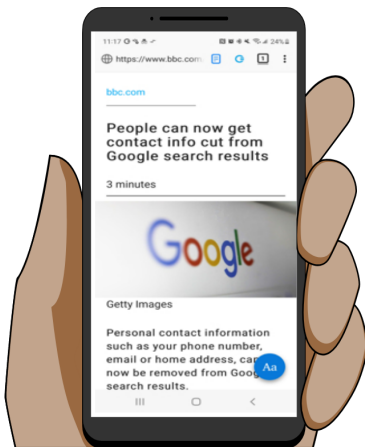 11:17
24%
https://www.bbc.com
1
bbc.com
People can now get
contact info cut from
Google search results
3 minutes
Google
Getty Images
Personal contact information
such as your phone number,
email or home address, can
now be removed from Goog
search results.
Aa